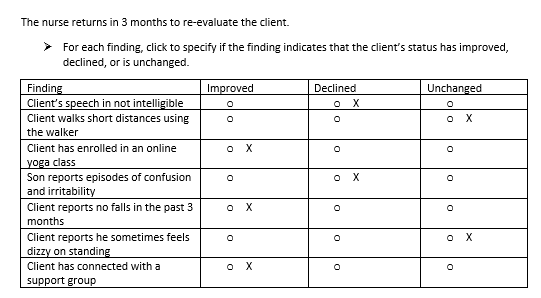 The nurse returns in 3 months to re-evaluate the client.
➤ For each finding, click to specify if the finding indicates that the client's status has improved,
declined, or is unchanged.
Finding Improved Declined Unchanged
Client's speech in not intelligible o o X o
Client walks short distances using o o o X
the walker
Client has enrolled in an online o X o o
yoga class
Son reports episodes of confusion o o X o
and irritability
Client reports no falls in the past 3 o X o o
months
Client reports he sometimes feels o o o X
dizzy on standing
Client has connected with a o X o o
support group